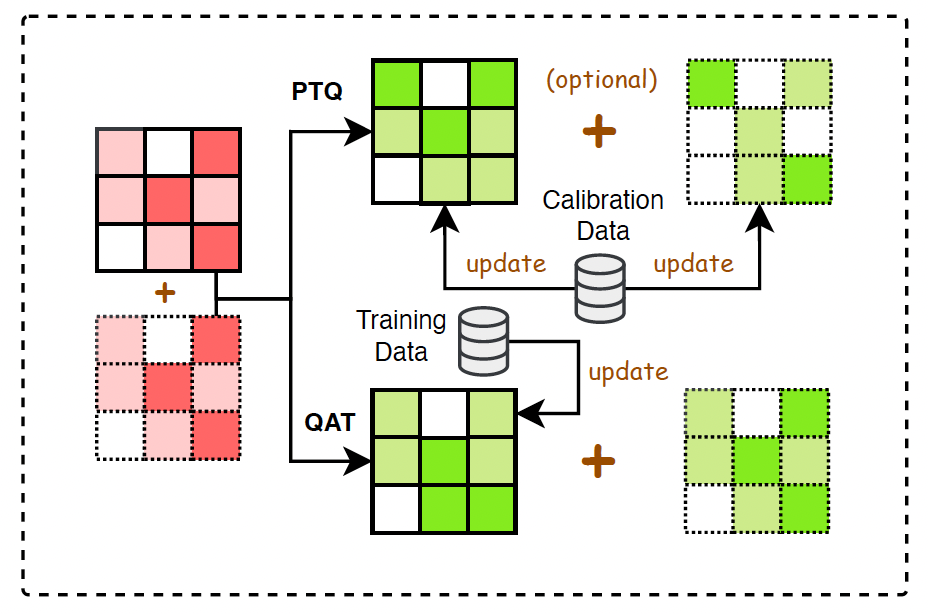 PTQ
(optional)
+
Calibration
Data
update
update
+
Training
Data
update
QAT
+